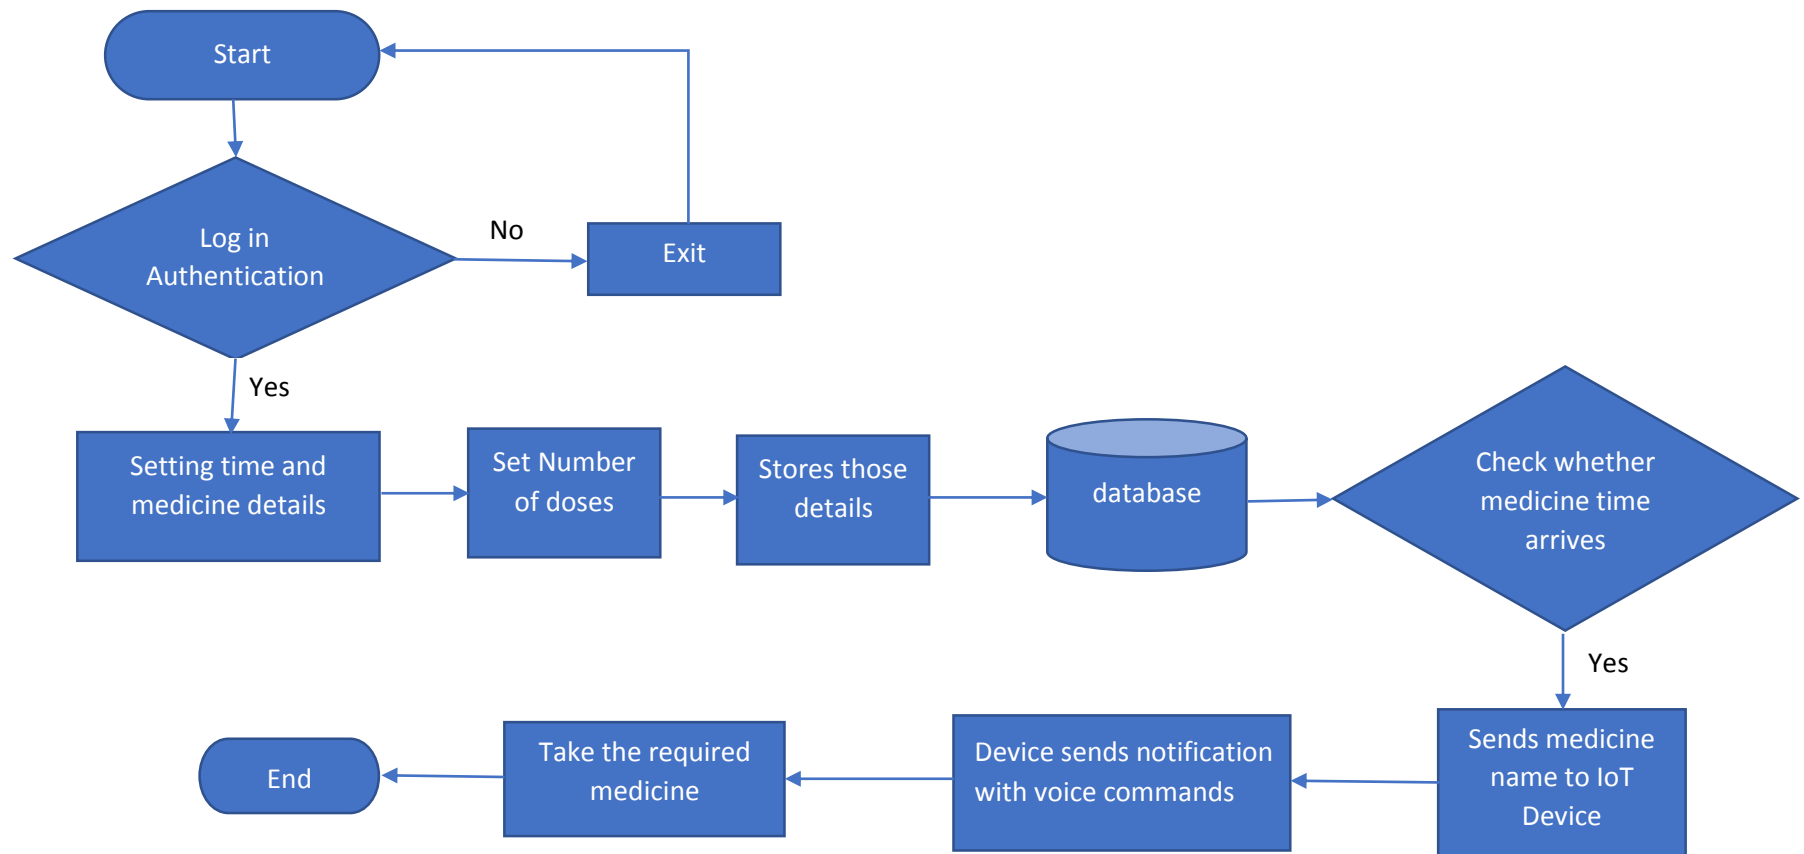 Start
Log in
Authentication
No
Exit
Yes
Setting time and
medicine details
Set Number
of doses
Stores those
details
database
Check whether
medicine time
arrives
Yes
Sends medicine
name to IoT
Device
Device sends notification
with voice commands
Take the required
medicine
End